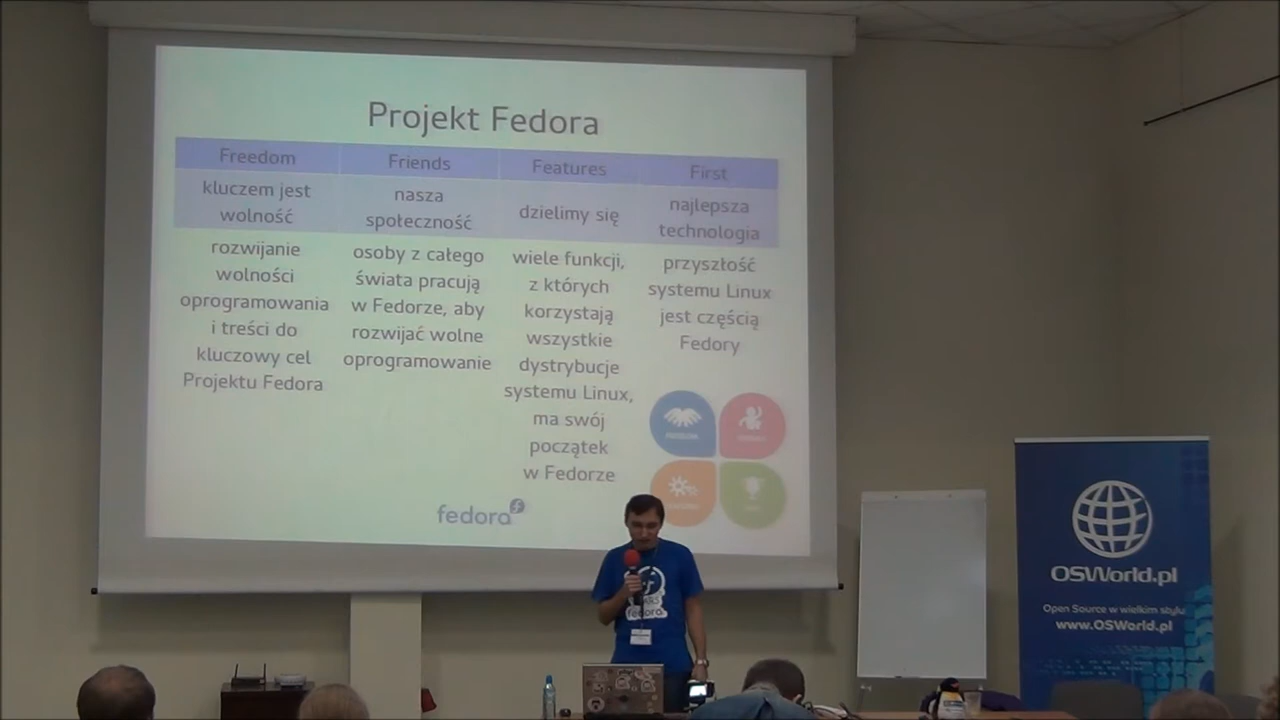 Projekt Fedora
Freedom
kluczem jest
wolność
rozwijanie
wolności
oprogramowania
i treści do
kluczowy cel
Projektu Fedora
Friends
nasza
społeczność
osoby z całego
świata pracują
w Fedorze, aby
rozwijać wolne
oprogramowanie
Features
dzielimy się
wiele funkcji,
z których
korzystają
wszystkie
dystrybucje
systemu Linux,
ma swój
początek
w Fedorze
First
najlepsza
technologia
przyszłość
systemu Linux
jest częścią
Fedory
FREEDOM
fedora
fedora
OSWorld.pl
Open Source w wielkim stylu
www.OSWorld.pl